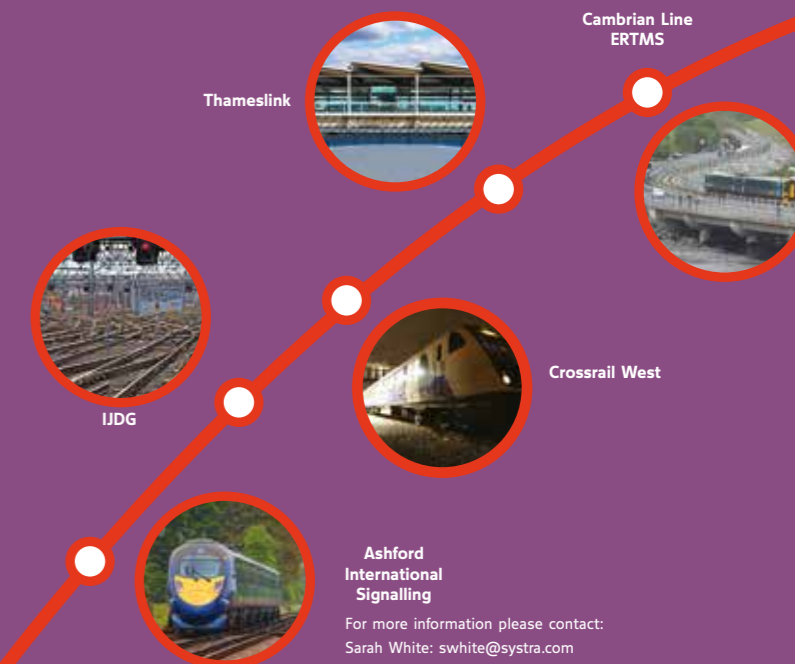 Cambrian Line
ERTMS
Thameslink
Crossrail West
IJDG
Ashford
International
Signalling
For more information please contact:
Sarah White: swhite@systra.com